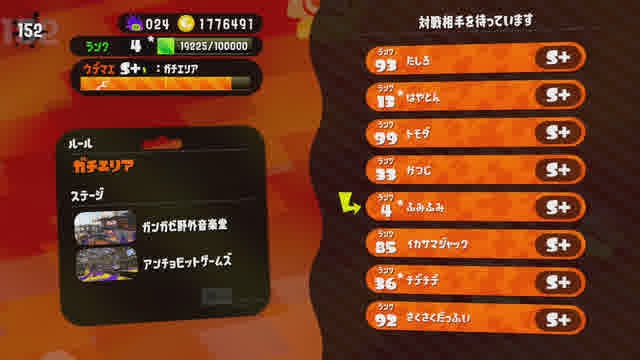 152
024 1776491
ランク 4★ 19225/100000
ウデマエ S+ : ガチエリア
ルール
ガチエリア
ステージ
ガンガゼ野外音楽堂
アンチョビットゲームズ
対戦相手を待っています
ランク 93 たしろ S+
ランク 13★ はやとん S+
ランク 99 トモダ S+
ランク 33 かつじ S+
ランク 4★ ふみふみ S+
ランク 85 イカサマジャック S+
ランク 36★ チデチデ S+
ランク 92 さくさくだっふい S+